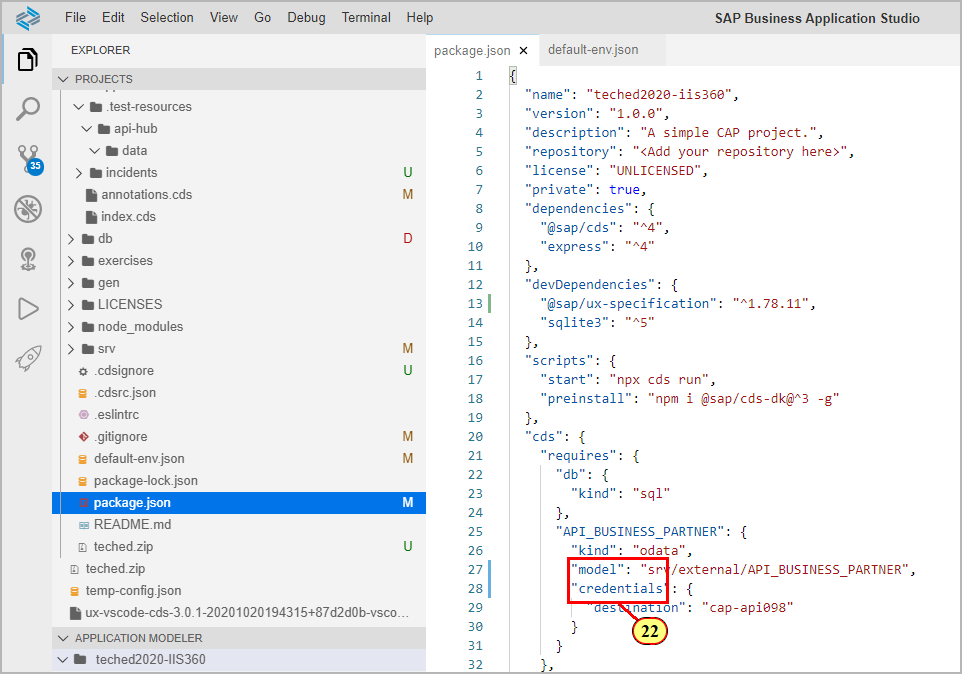 File Edit Selection View Go Debug Terminal Help SAP Business Application Studio
EXPLORER
PROJECTS
.test-resources
api-hub
data
incidents U
annotations.cds M
index.cds
db D
exercises
gen
LICENSES
node_modules
srv M
.cdsignore U
.cdsrc.json
.eslintrc
.gitignore M
default-env.json M
package-lock.json
package.json M
README.md
teched.zip U
teched.zip
temp-config.json
ux-vscode-cds-3.0.1-20201020194315+87d2d0b-vsco...
APPLICATION MODELER
teched2020-IIS360
35
package.json × default-env.json
1 {
2 "name": "teched2020-iis360",
3 "version": "1.0.0",
4 "description": "A simple CAP project.",
5 "repository": "<Add your repository here>",
6 "license": "UNLICENSED",
7 "private": true,
8 "dependencies": {
9 "@sap/cds": "^4",
10 "express": "^4"
11 },
12 "devDependencies": {
13 "@sap/ux-specification": "^1.78.11",
14 "sqlite3": "^5"
15 },
16 "scripts": {
17 "start": "npx cds run",
18 "preinstall": "npm i @sap/cds-dk@^3 -g"
19 },
20 "cds": {
21 "requires": {
22 "db": {
23 "kind": "sql"
24 },
25 "API_BUSINESS_PARTNER": {
26 "kind": "odata",
27 "model": "srv/external/API_BUSINESS_PARTNER",
28 "credentials": {
29 "destination": "cap-api098"
30 }
31 }
32 },
22